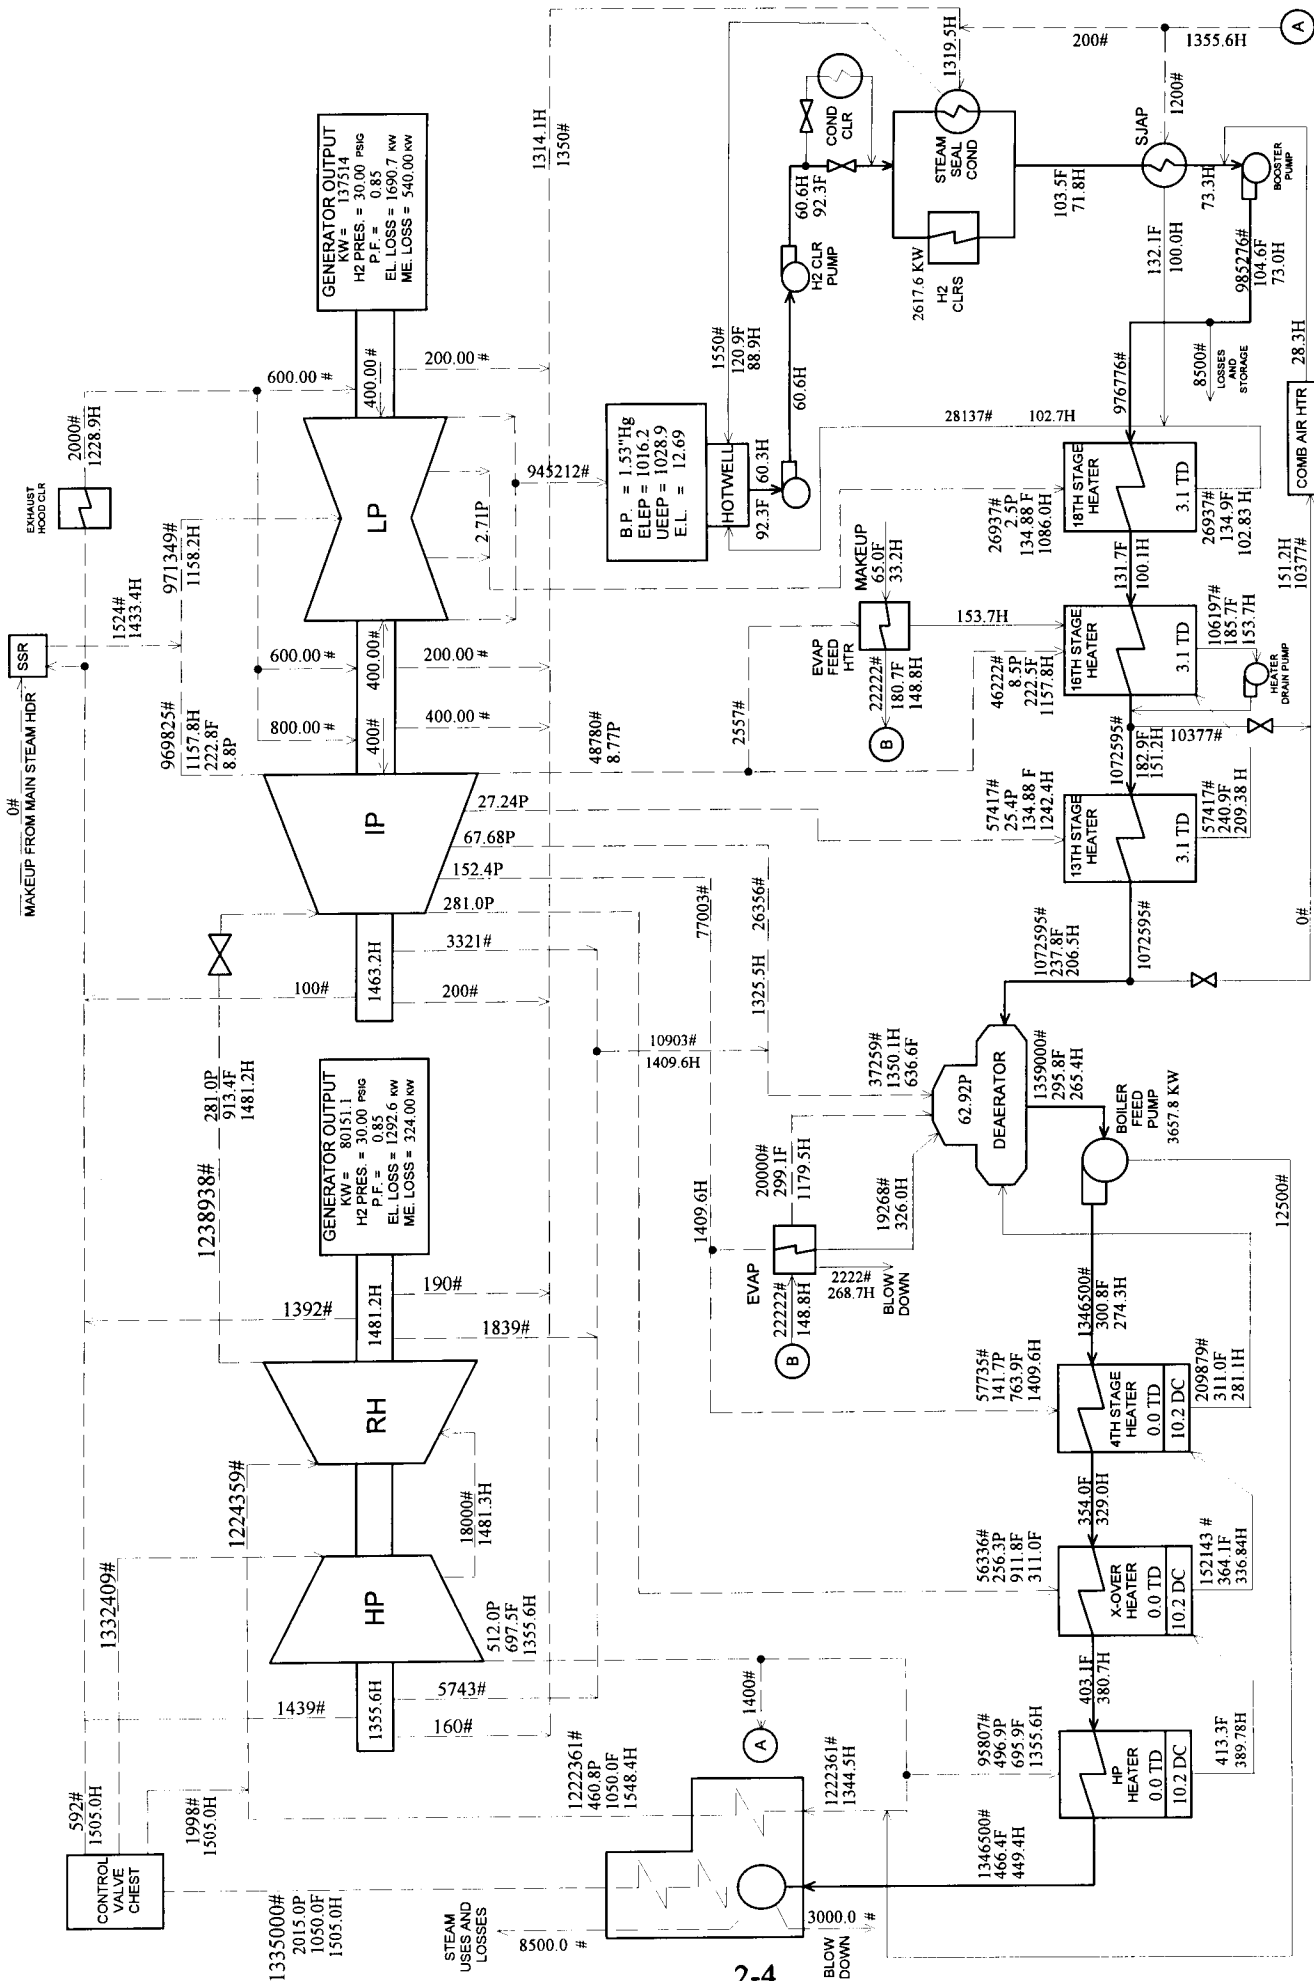 0#
MAKEUP FROM MAIN STEAM HDR
SSR
EXHAUST
HOOD CLR
2000#
1228.9H
592#
1505.0H
CONTROL
VALVE
CHEST
1998#
1505.0H
1335000#
2015.0P
1050.0F
1505.0H
1332409#
1224359#
1238938#
281.0P
913.4F
1481.2H
969825#
1157.8H
222.8F
8.8P
1524#
1433.4H
971349#
1158.2H
1439#
1355.6H
5743#
160#
HP
18000#
1481.3H
512.0P
697.5F
1355.6H
RH
1392#
1481.2H
190#
1839#
GENERATOR OUTPUT
KW = 80151.1
H2 PRES. = 30.00 PSIG
P.F. = 0.85
EL. LOSS = 1292.6 KW
ME. LOSS = 324.00 KW
100#
1463.2H
200#
3321#
IP
281.0P
152.4P
67.68P
27.24P
48780#
8.77P
800.00 #
400#
400.00 #
600.00 #
400.00#
200.00 #
LP
2.71P
945212#
600.00 #
400.00#
200.00 #
GENERATOR OUTPUT
KW = 137514
H2 PRES. = 30.00 PSIG
P.F. = 0.85
EL. LOSS = 1690.7 KW
ME. LOSS = 540.00 KW
1314.1H
1350#
1222361#
460.8P
1050.0F
1548.4H
1400#
A
1222361#
1344.5H
STEAM
USES AND
LOSSES
8500.0 #
3000.0 #
BLOW
DOWN
2-4
10903#
1409.6H
1325.5H
26356#
77003#
1409.6H
2557#
B.P. = 1.53"Hg
ELEP = 1016.2
UEEP = 1028.9
E.L. = 12.69
HOTWELL
92.3F
60.3H
1550#
120.9F
88.9H
60.6H
H2 CLR
PUMP
60.6H
92.3F
COND
CLR
2617.6 KW
H2
CLRS
STEAM
SEAL
COND
1319.5H
200#
1355.6H
A
1200#
SJAP
103.5F
71.8H
132.1F
100.0H
73.3H
BOOSTER
PUMP
985276#
104.6F
73.0H
8500#
LOSSES
AND
STORAGE
976776#
28137#
102.7H
COMB AIR HTR
28.3H
151.2H
10377#
18TH STAGE
HEATER
3.1 TD
26937#
2.5P
134.88 F
1086.0H
26937#
134.9F
102.83 H
131.7F
100.1H
MAKEUP
65.0F
33.2H
EVAP
FEED
HTR
153.7H
22222#
180.7F
148.8H
B
46222#
8.5P
222.5F
1157.8H
16TH STAGE
HEATER
3.1 TD
106197#
185.7F
153.7H
HEATER
DRAIN PUMP
10377#
1072595#
182.9F
151.2H
57417#
25.4P
134.88 F
1242.4H
13TH STAGE
HEATER
3.1 TD
57417#
240.9F
209.38 H
1072595#
237.8F
206.5H
1072595#
0#
37259#
1350.1H
636.6F
62.92P
DEAERATOR
20000#
299.1F
1179.5H
EVAP
19268#
326.0H
2222#
268.7H
BLOW
DOWN
22222#
148.8H
B
1359000#
295.8F
265.4H
BOILER
FEED
PUMP
3657.8 KW
12500#
1346500#
300.8F
274.3H
57735#
141.7P
763.9F
1409.6H
4TH STAGE
HEATER
0.0 TD
10.2 DC
209879#
311.0F
281.1H
354.0F
329.0H
56336#
256.3P
911.8F
311.0F
X-OVER
HEATER
0.0 TD
10.2 DC
152143 #
364.1F
336.84H
403.1F
380.7H
95807#
496.9P
695.9F
1355.6H
HP
HEATER
0.0 TD
10.2 DC
413.3F
389.78H
1346500#
466.4F
449.4H